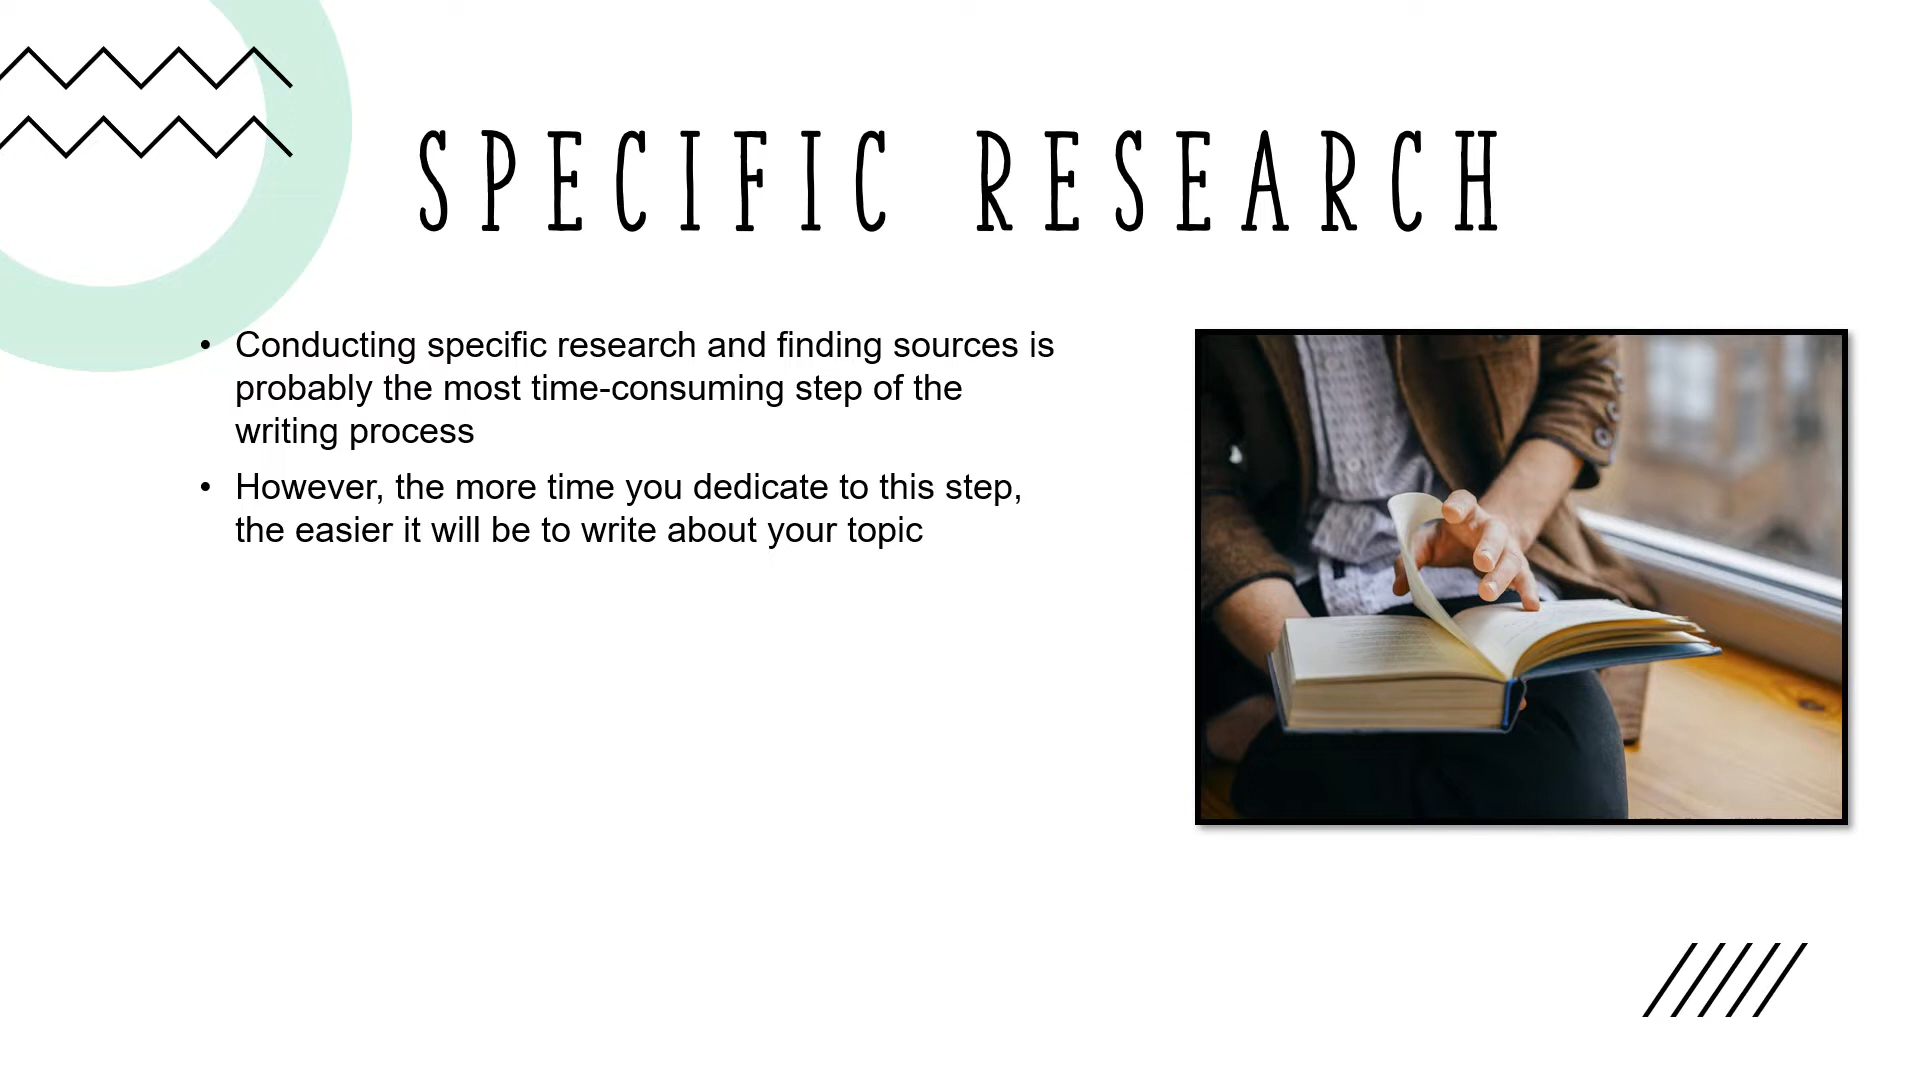 SPECIFIC RESEARCH
• Conducting specific research and finding sources is
probably the most time-consuming step of the
writing process
• However, the more time you dedicate to this step,
the easier it will be to write about your topic